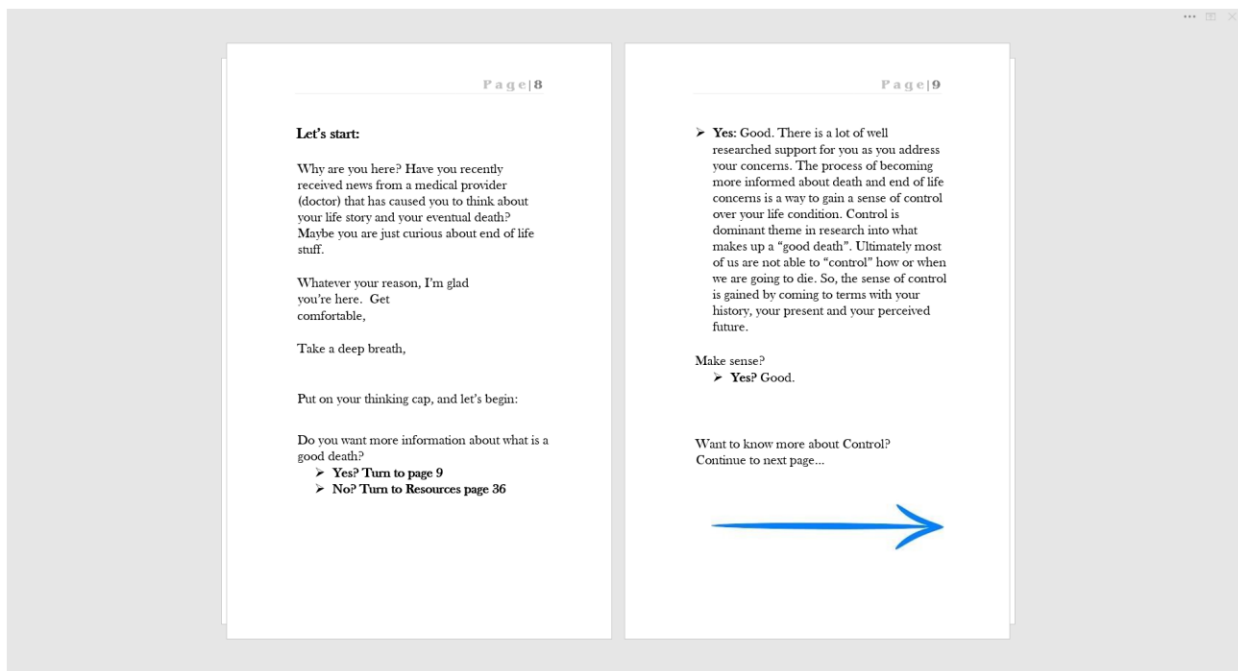 Page|8
Let's start:
Why are you here? Have you recently
received news from a medical provider
(doctor) that has caused you to think about
your life story and your eventual death?
Maybe you are just curious about end of life
stuff.
Whatever your reason, I'm glad
you're here.  Get
comfortable,
Take a deep breath,
Put on your thinking cap, and let's begin:
Do you want more information about what is a
good death?
➢ Yes? Turn to page 9
➢ No? Turn to Resources page 36
Page|9
➢ Yes: Good. There is a lot of well
researched support for you as you address
your concerns. The process of becoming
more informed about death and end of life
concerns is a way to gain a sense of control
over your life condition. Control is
dominant theme in research into what
makes up a “good death”. Ultimately most
of us are not able to “control” how or when
we are going to die. So, the sense of control
is gained by coming to terms with your
history, your present and your perceived
future.
Make sense?
➢ Yes? Good.
Want to know more about Control?
Continue to next page...